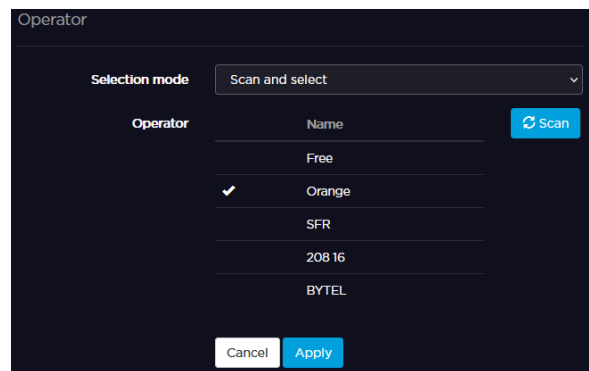 Operator
Selection mode Scan and select
Operator Name Scan
Free
Orange
SFR
208 16
BYTEL
Cancel Apply